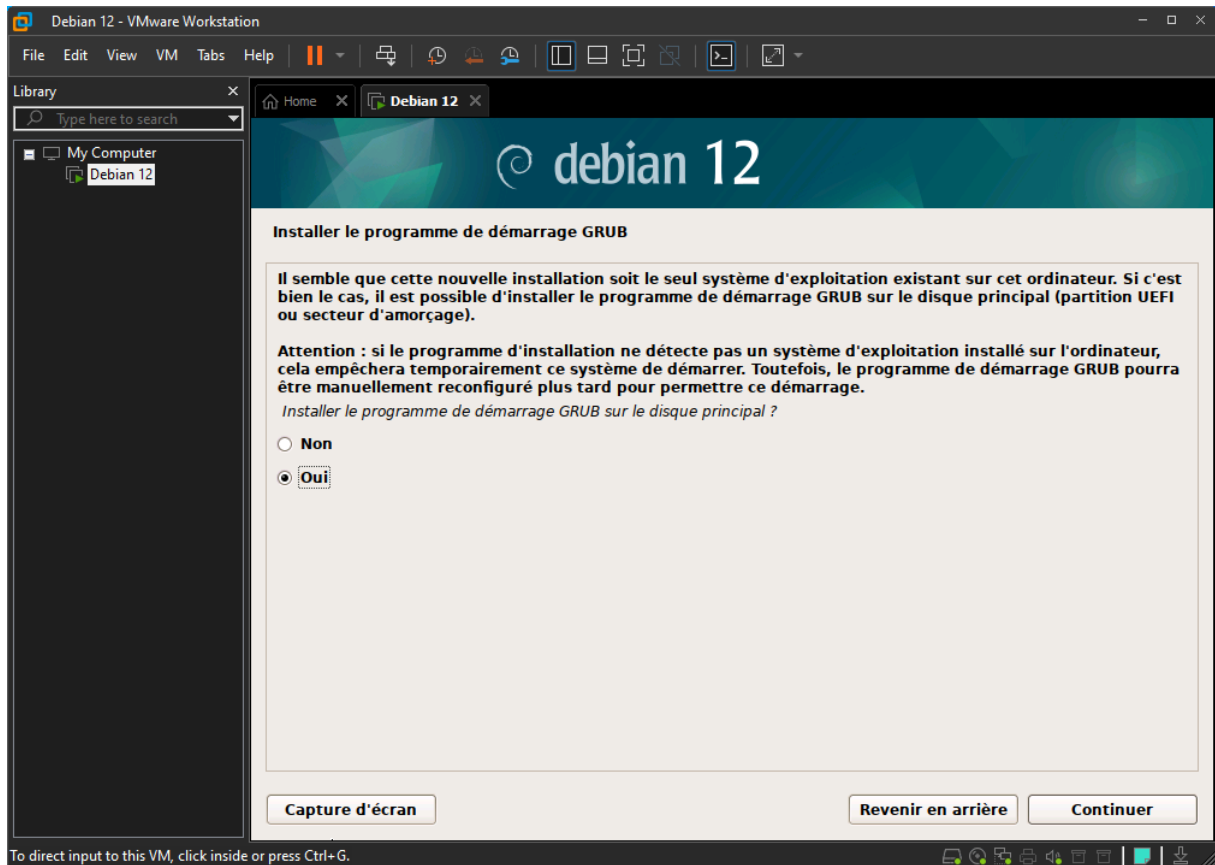 Debian 12 - VMware Workstation
File Edit View VM Tabs Help
Library
Type here to search
My Computer
Debian 12
Home
Debian 12
debian 12
Installer le programme de démarrage GRUB
Il semble que cette nouvelle installation soit le seul système d'exploitation existant sur cet ordinateur. Si c'est
bien le cas, il est possible d'installer le programme de démarrage GRUB sur le disque principal (partition UEFI
ou secteur d'amorçage).
Attention : si le programme d'installation ne détecte pas un système d'exploitation installé sur l'ordinateur,
cela empêchera temporairement ce système de démarrer. Toutefois, le programme de démarrage GRUB pourra
être manuellement reconfiguré plus tard pour permettre ce démarrage.
Installer le programme de démarrage GRUB sur le disque principal ?
Non
Oui
Capture d'écran
Revenir en arrière
Continuer
To direct input to this VM, click inside or press Ctrl+G.